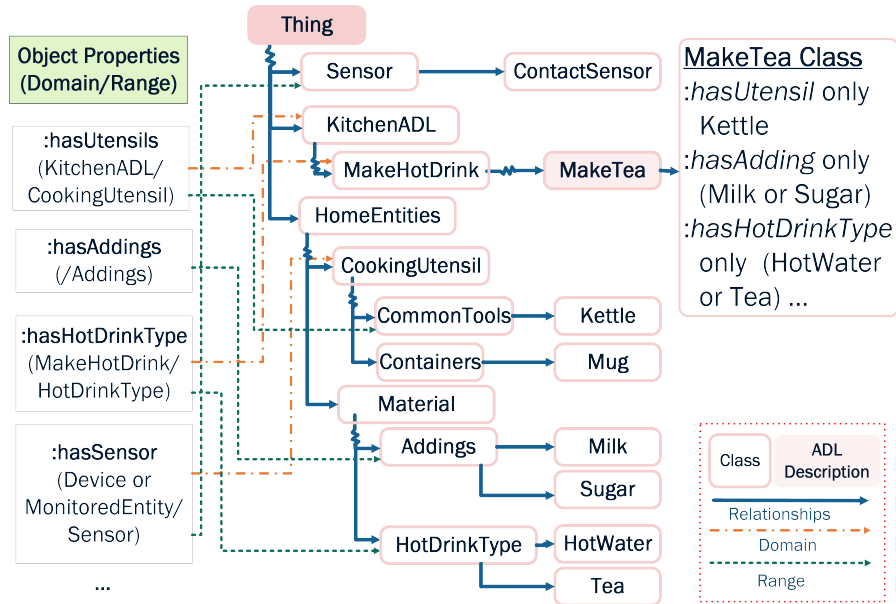 Thing
Object Properties
(Domain/Range)
:hasUtensils
(KitchenADL/
CookingUtensil)
:hasAddings
(/Addings)
:hasHotDrinkType
(MakeHotDrink/
HotDrinkType)
:hasSensor
(Device or
MonitoredEntity/
Sensor)
...
Sensor
ContactSensor
KitchenADL
MakeHotDrink
MakeTea
HomeEntities
CookingUtensil
CommonTools
Kettle
Containers
Mug
Material
Addings
Milk
Sugar
HotDrinkType
HotWater
Tea
MakeTea Class
:hasUtensil only
Kettle
:hasAdding only
(Milk or Sugar)
:hasHotDrinkType
only (HotWater
or Tea) ...
Class
ADL
Description
Relationships
Domain
Range